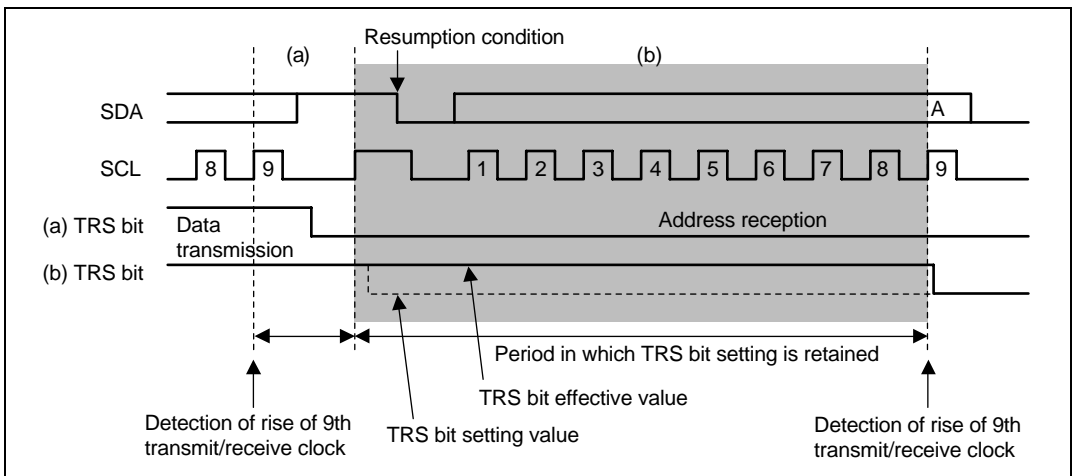 Resumption condition
(a)
(b)
SDA
A
SCL
8 9 1 2 3 4 5 6 7 8 9
(a) TRS bit
Data
transmission
Address reception
(b) TRS bit
Period in which TRS bit setting is retained
TRS bit effective value
Detection of rise of 9th
transmit/receive clock
TRS bit setting value
Detection of rise of 9th
transmit/receive clock